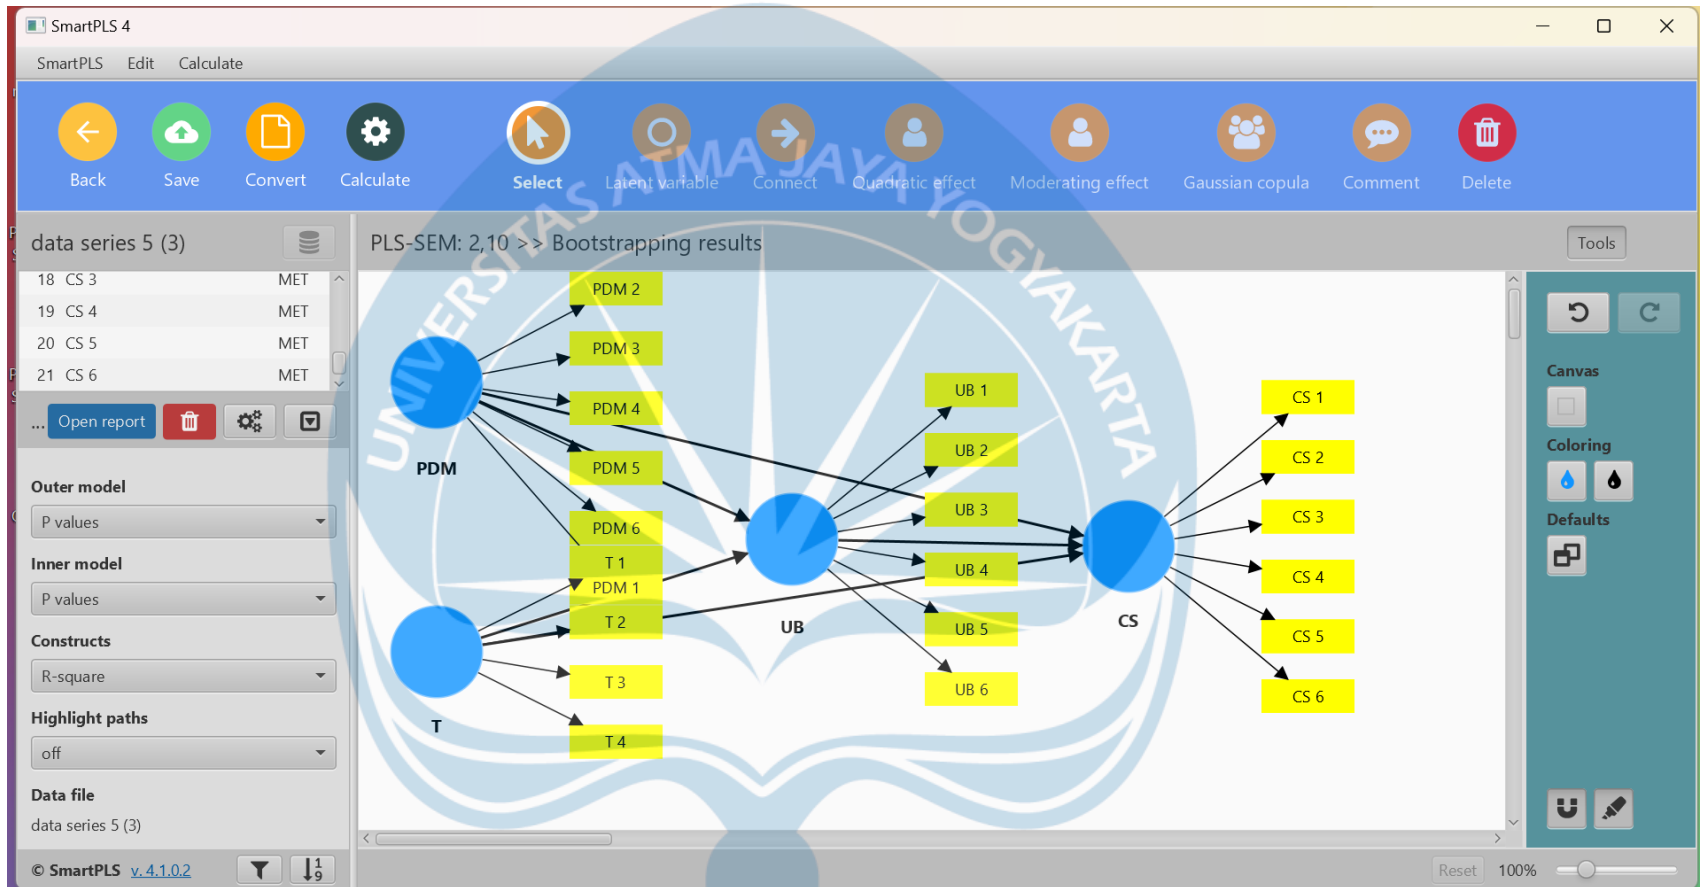 SmartPLS 4
SmartPLS Edit Calculate
Back Save Convert Calculate Select Latent variable Connect Quadratic effect Moderating effect Gaussian copula Comment Delete
UNIVERSITAS ATMA JAYA YOGYAKARTA
data series 5 (3)
PLS-SEM: 2,10 >> Bootstrapping results
Tools
18 CS 3 MET
19 CS 4 MET
20 CS 5 MET
21 CS 6 MET
... Open report
Outer model
P values
Inner model
P values
Constructs
R-square
Highlight paths
off
Data file
data series 5 (3)
© SmartPLS v. 4.1.0.2
1
9
PDM 2
PDM 3
PDM 4
PDM 5
PDM 6
T 1
PDM 1
T 2
T 3
T 4
PDM
T
UB 1
UB 2
UB 3
UB 4
UB 5
UB 6
UB
CS 1
CS 2
CS 3
CS 4
CS 5
CS 6
CS
Canvas
Coloring
Defaults
Reset 100%